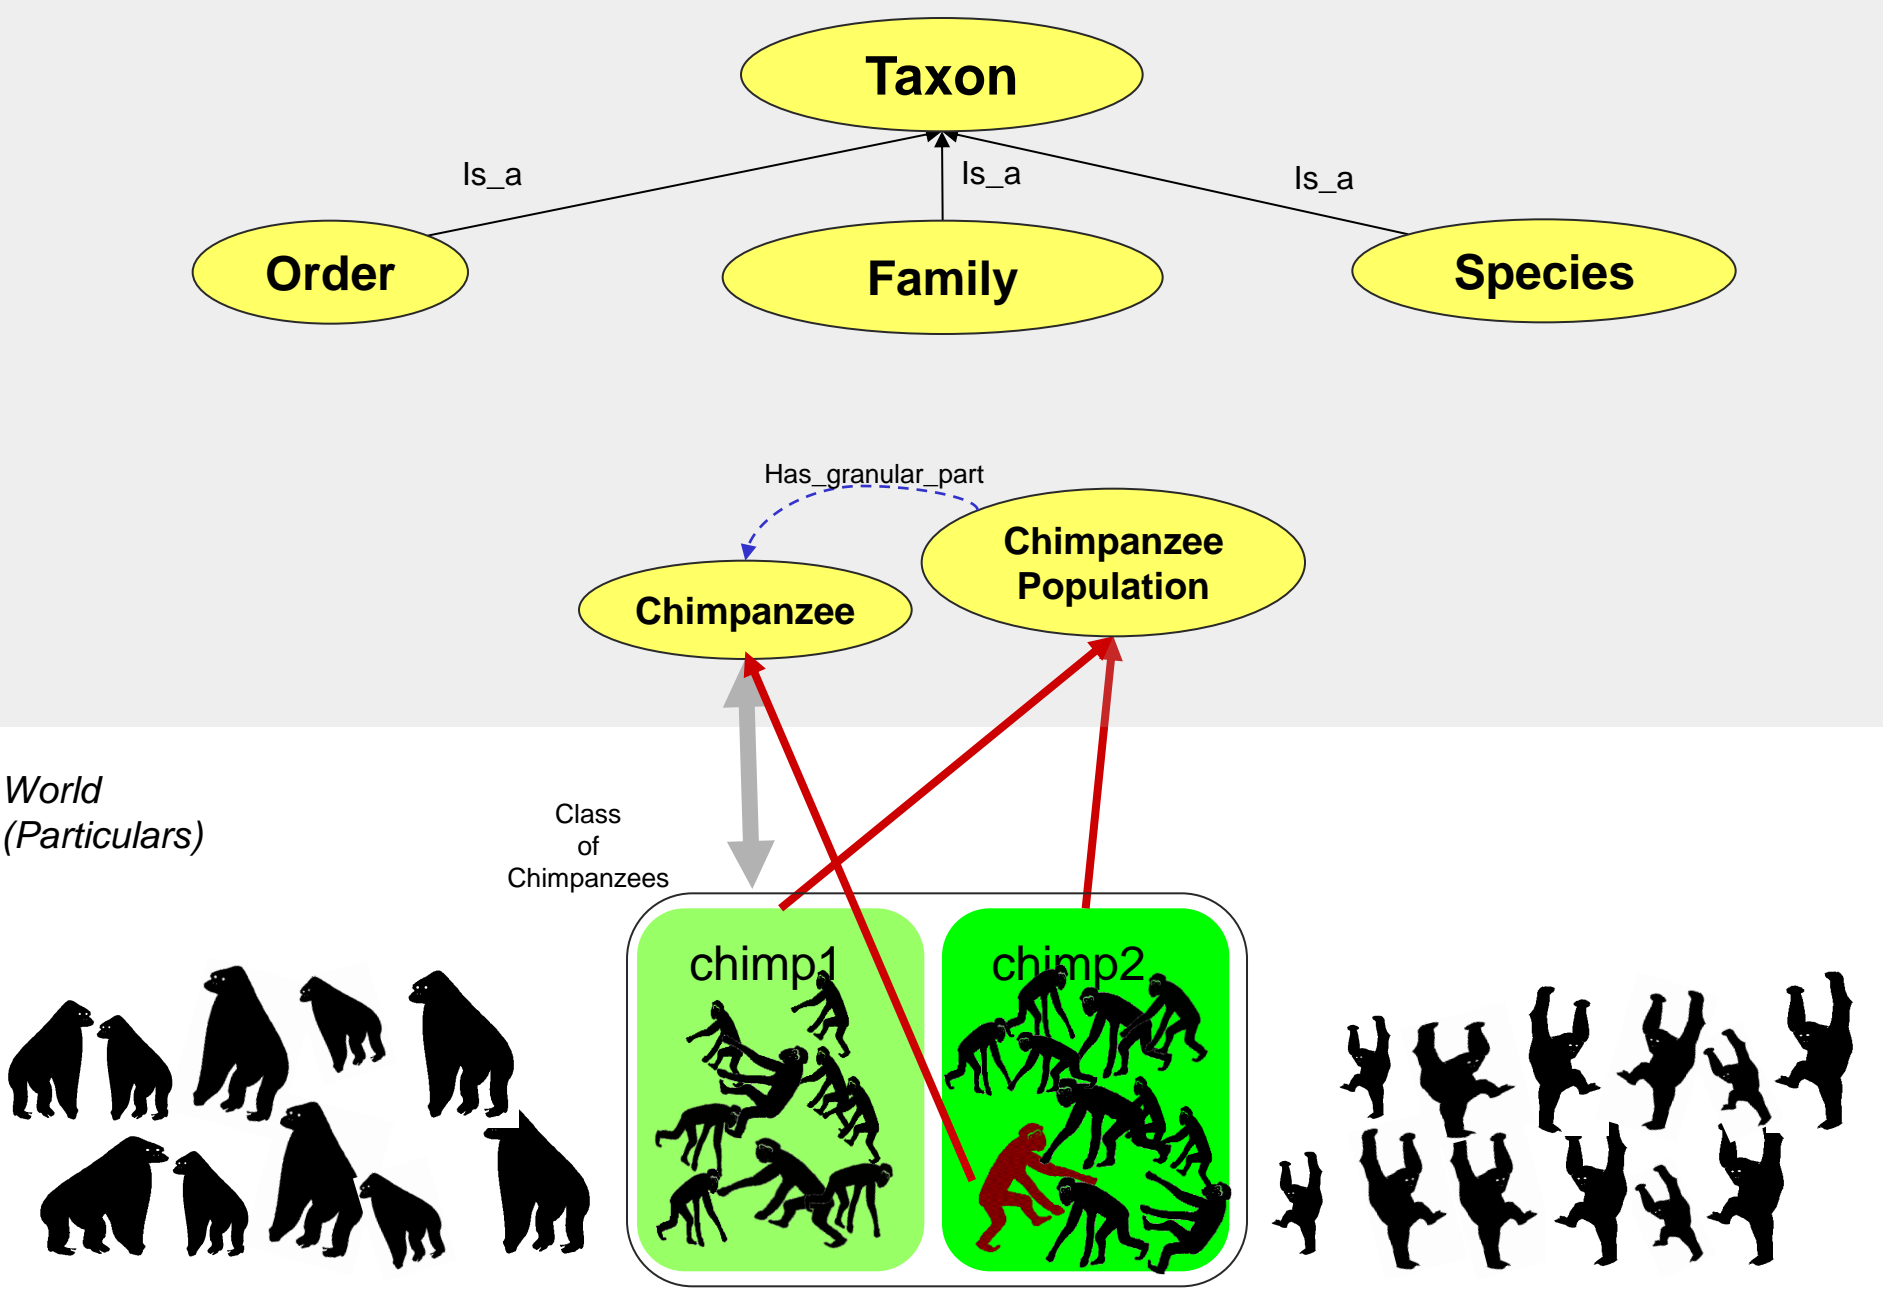 Taxon
Is_a
Is_a
Is_a
Order
Family
Species
Has_granular_part
Chimpanzee
Population
Chimpanzee
World
(Particulars)
Class
of
Chimpanzees
chimp1
chimp2